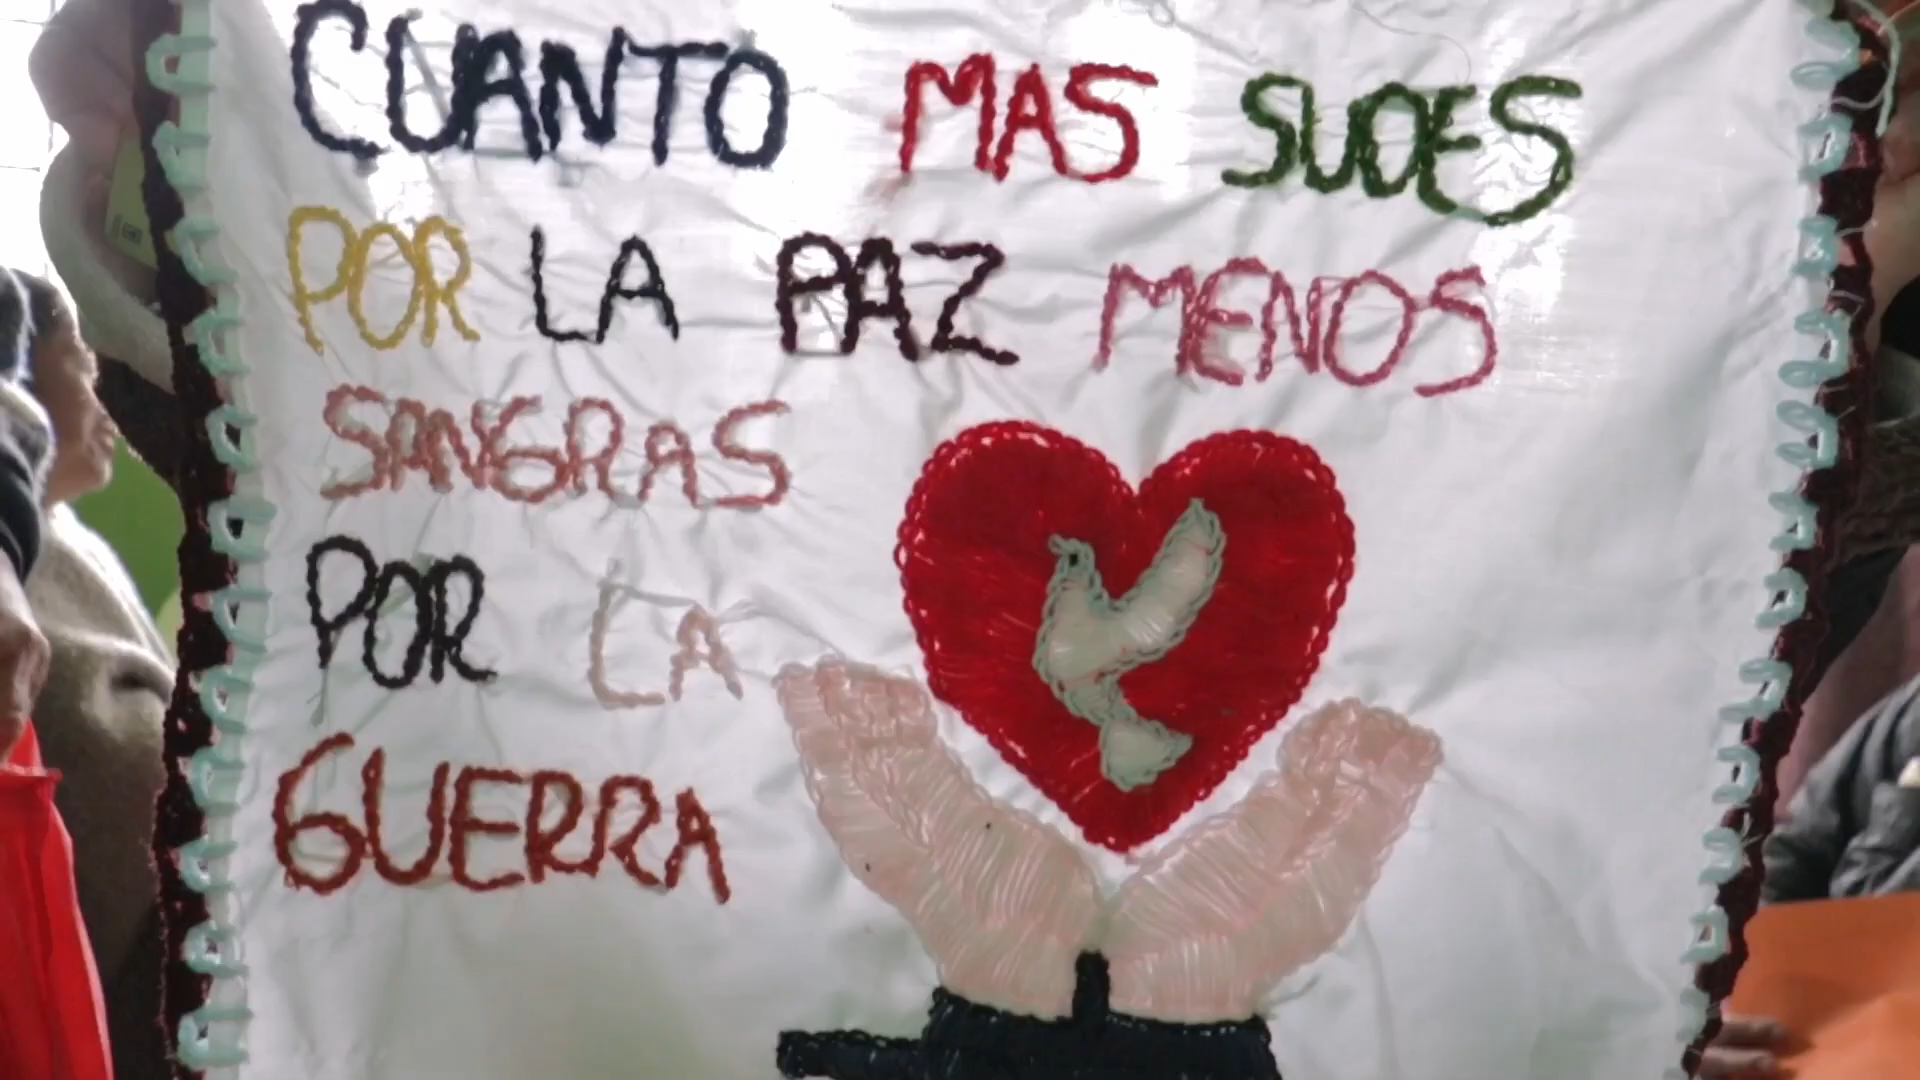 CUANTO MAS SUDES
POR LA PAZ MENOS
SANGRAS
POR LA
GUERRA